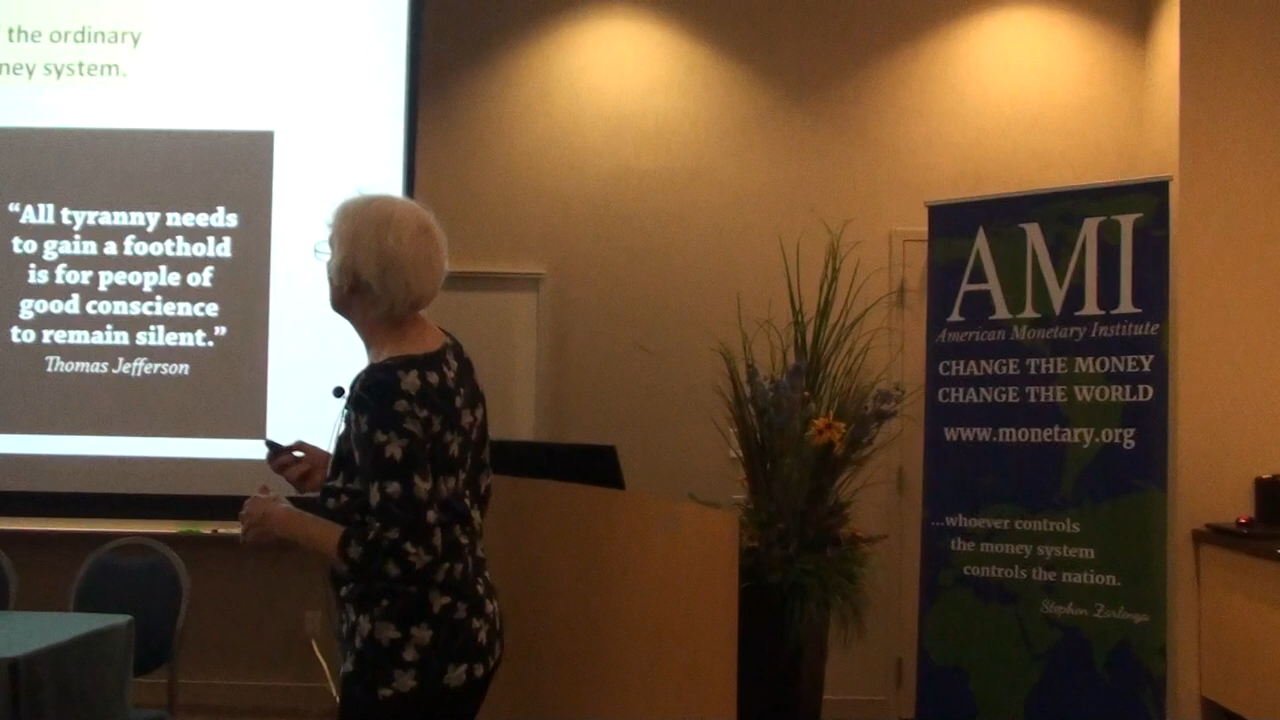 the ordinary
ney system.
“All tyranny needs
to gain a foothold
is for people of
good conscience
to remain silent.”
Thomas Jefferson
AMI
American Monetary Institute
CHANGE THE MONEY
CHANGE THE WORLD
www.monetary.org
...whoever controls
the money system
controls the nation.
Stephen Zarlenga